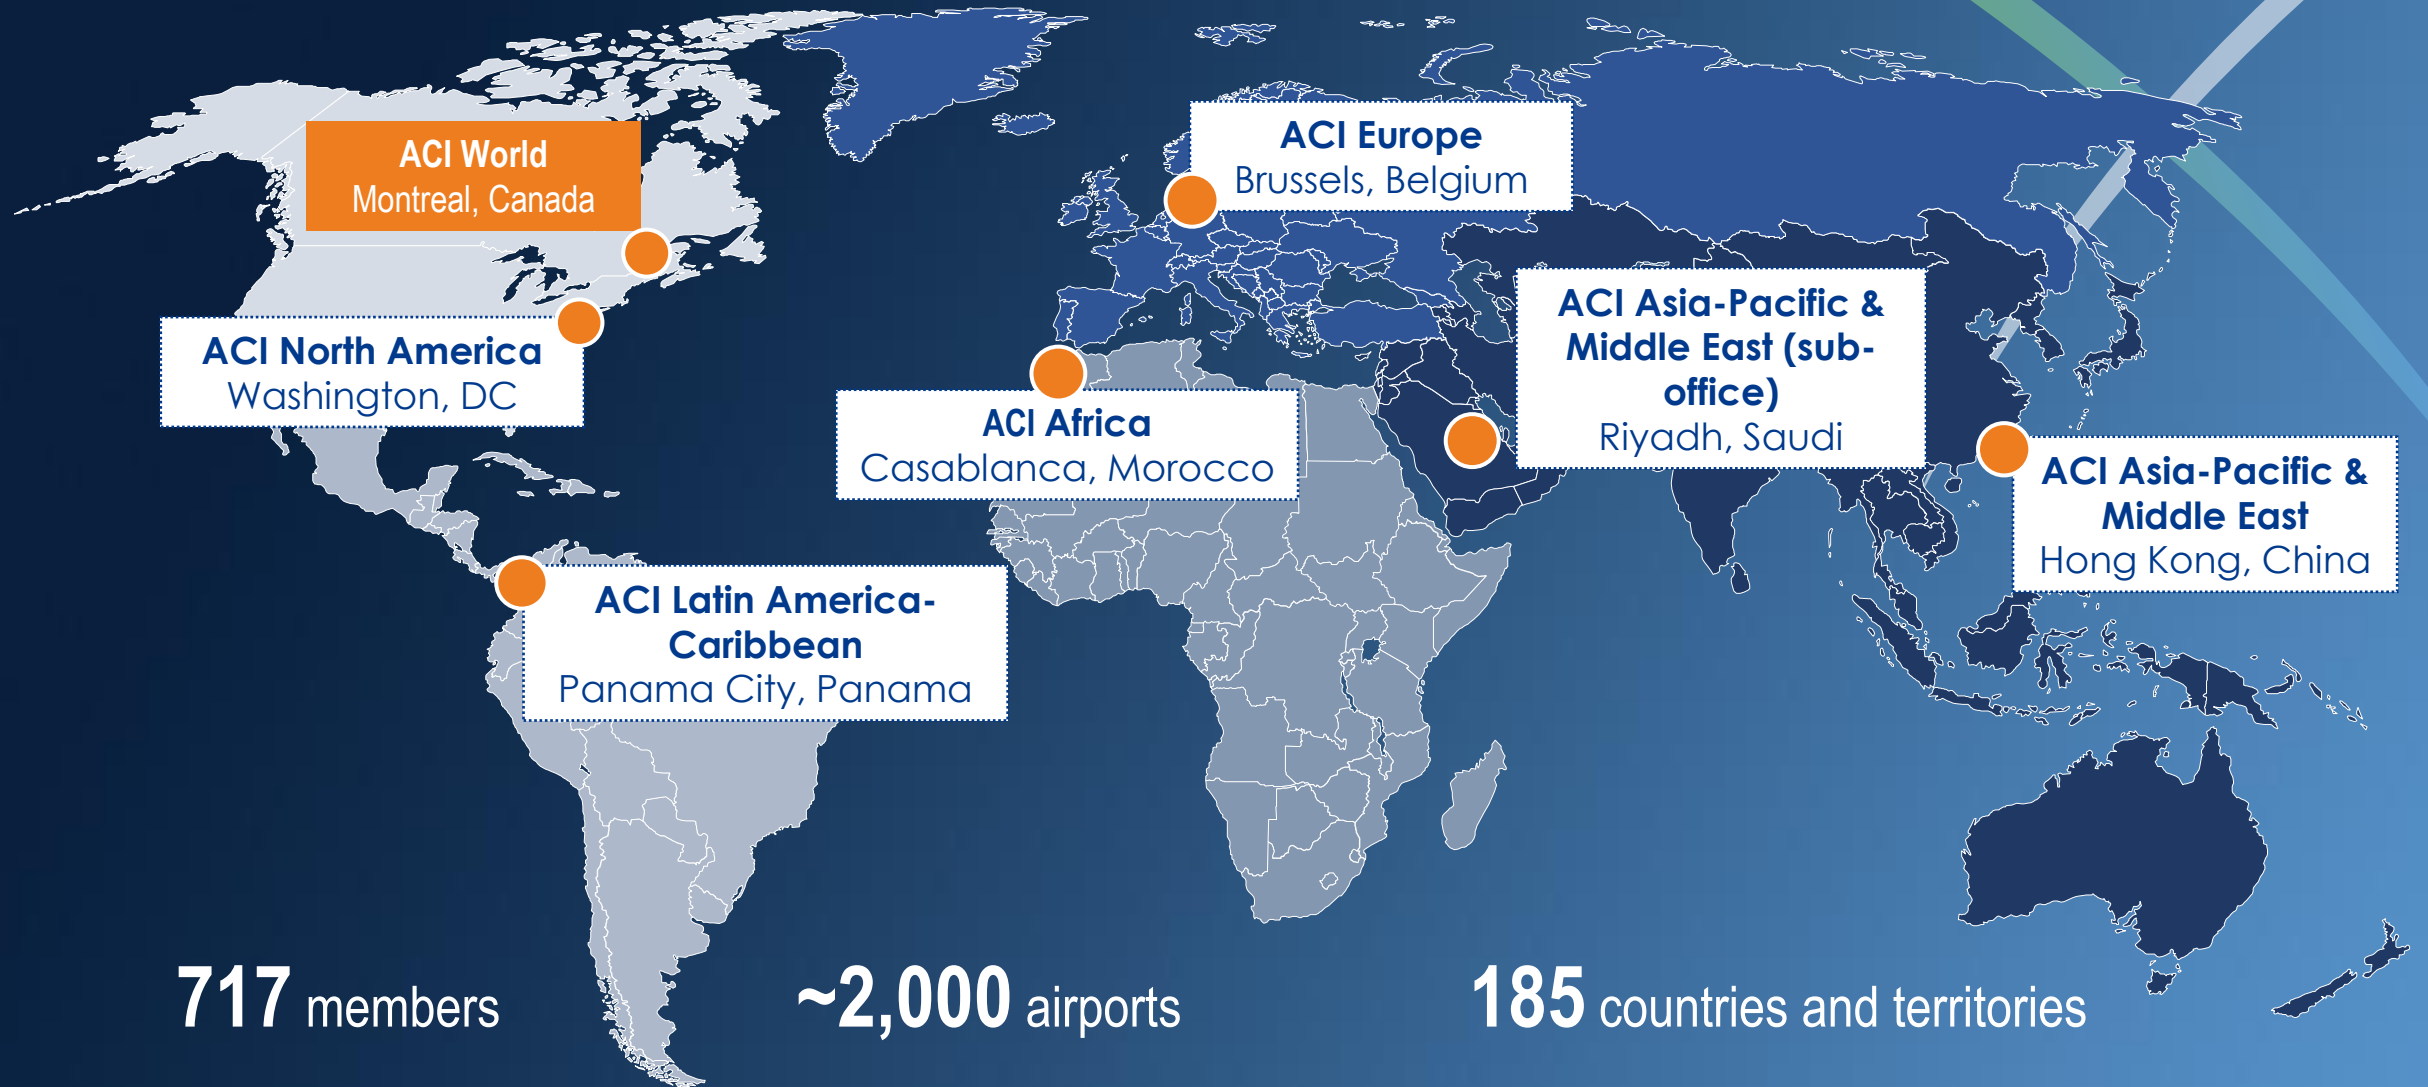 ACI World
Montreal, Canada
ACI Europe
Brussels, Belgium
ACI North America
Washington, DC
ACI Africa
Casablanca, Morocco
ACI Asia-Pacific &
Middle East (sub-
office)
Riyadh, Saudi
ACI Asia-Pacific &
Middle East
Hong Kong, China
ACI Latin America-
Caribbean
Panama City, Panama
717 members
~2,000 airports
185 countries and territories